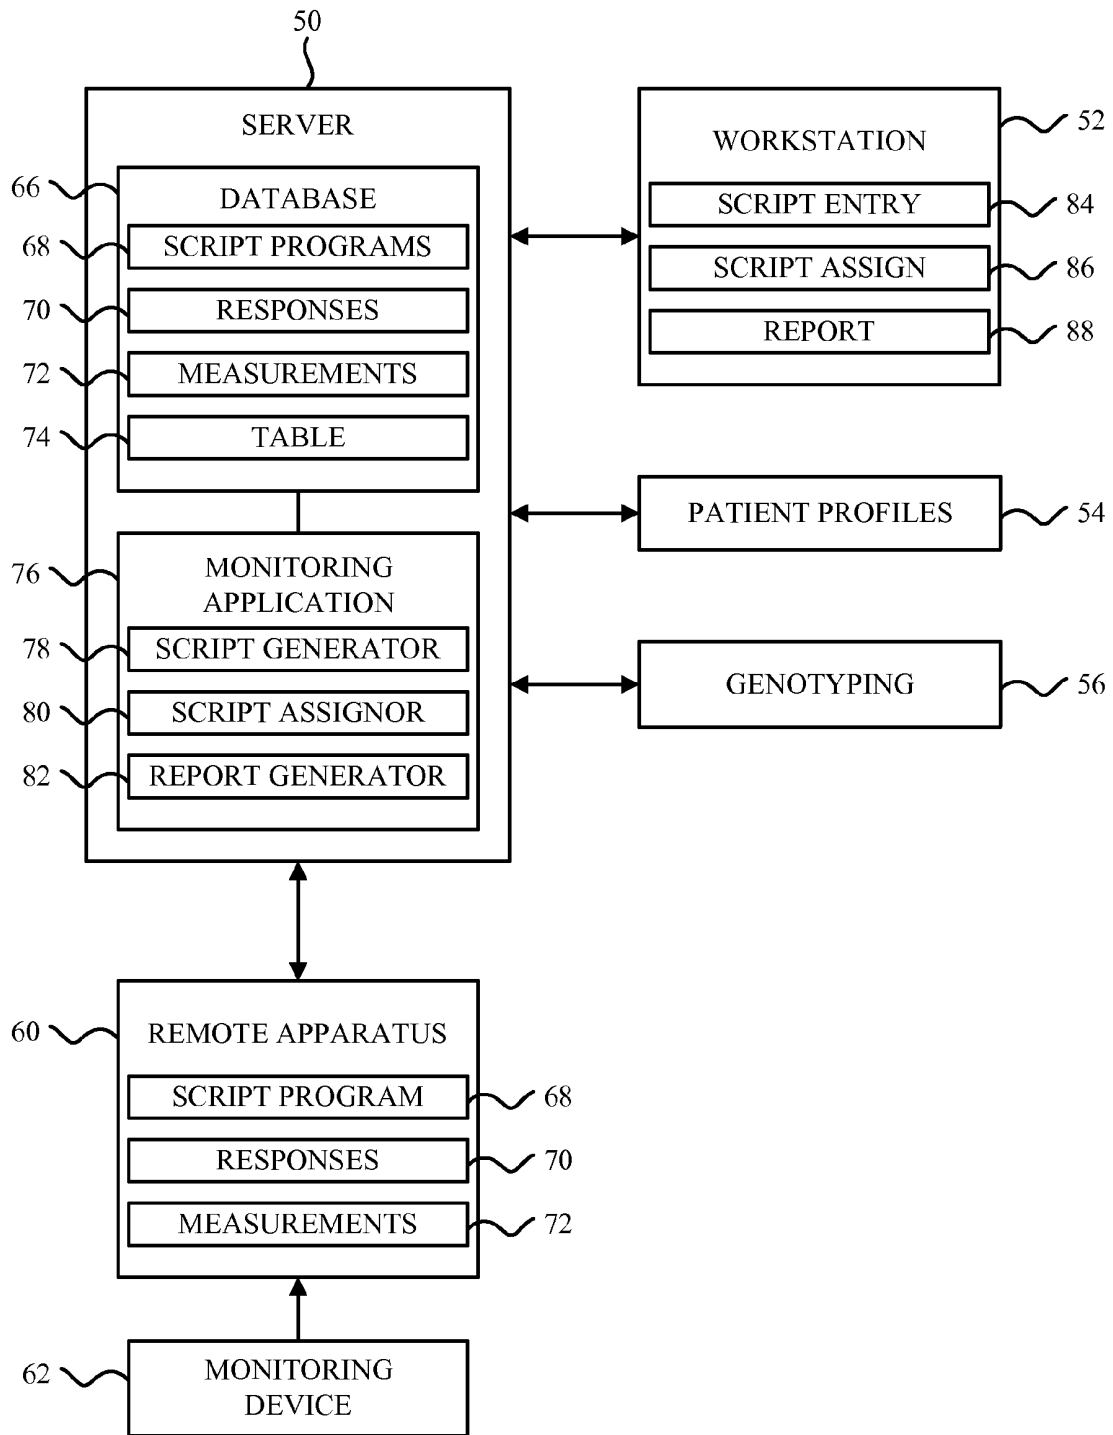 50
SERVER
66
DATABASE
68
SCRIPT PROGRAMS
70
RESPONSES
72
MEASUREMENTS
74
TABLE
76
MONITORING
APPLICATION
78
SCRIPT GENERATOR
80
SCRIPT ASSIGNOR
82
REPORT GENERATOR
WORKSTATION
52
SCRIPT ENTRY
84
SCRIPT ASSIGN
86
REPORT
88
PATIENT PROFILES
54
GENOTYPING
56
60
REMOTE APPARATUS
SCRIPT PROGRAM
68
RESPONSES
70
MEASUREMENTS
72
62
MONITORING
DEVICE